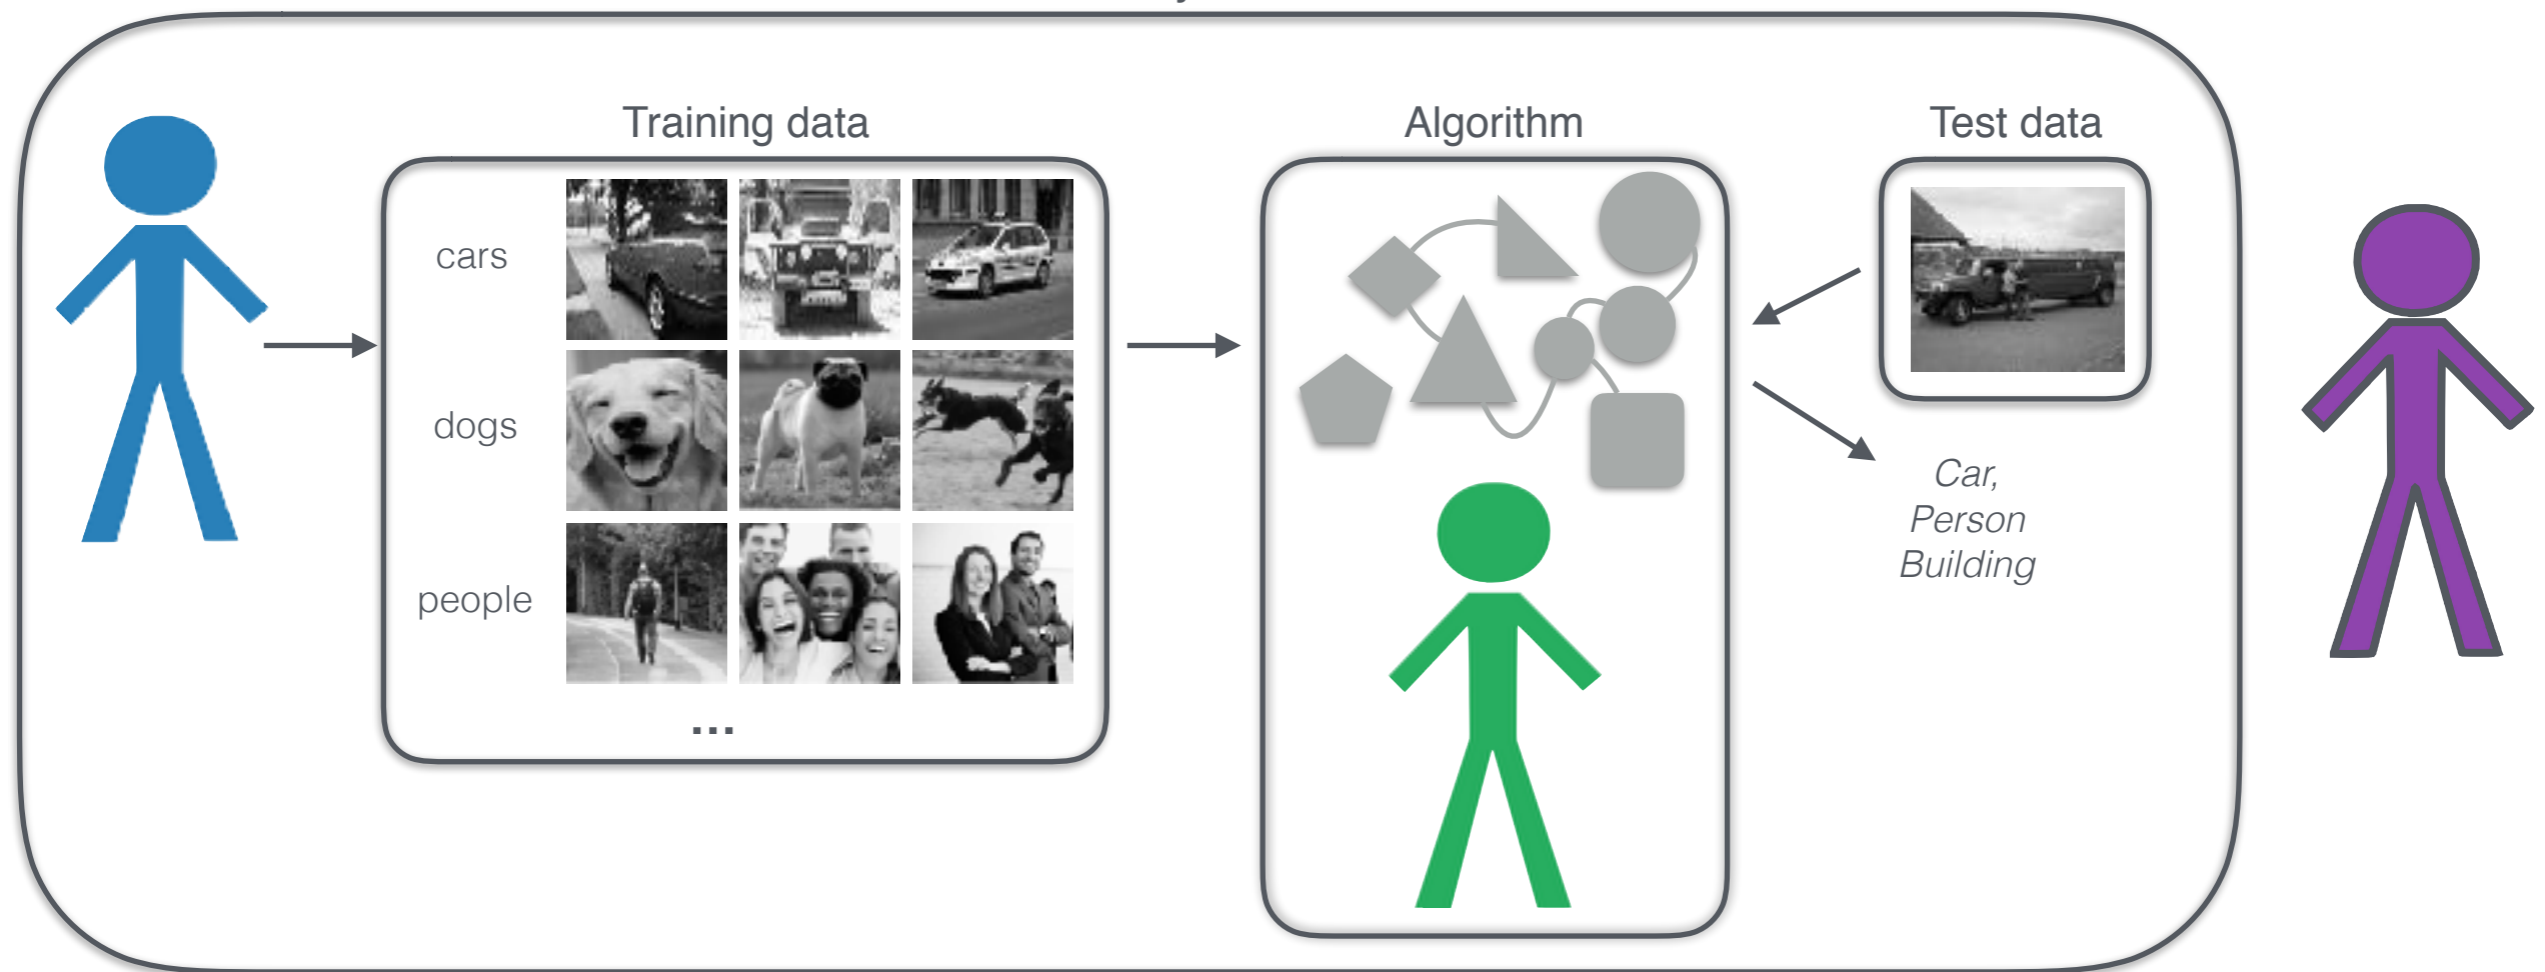 Training data
Algorithm
Test data
cars
dogs
people
...
Car,
Person
Building